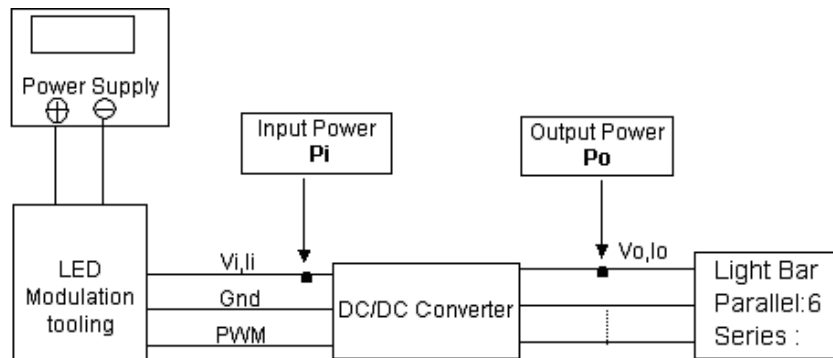 Power Supply
Input Power
Pi
Output Power
Po
LED
Modulation
tooling
Vi,Ii
Gnd
PWM
DC/DC Converter
Vo,Io
Light Bar
Parallel:6
Series :